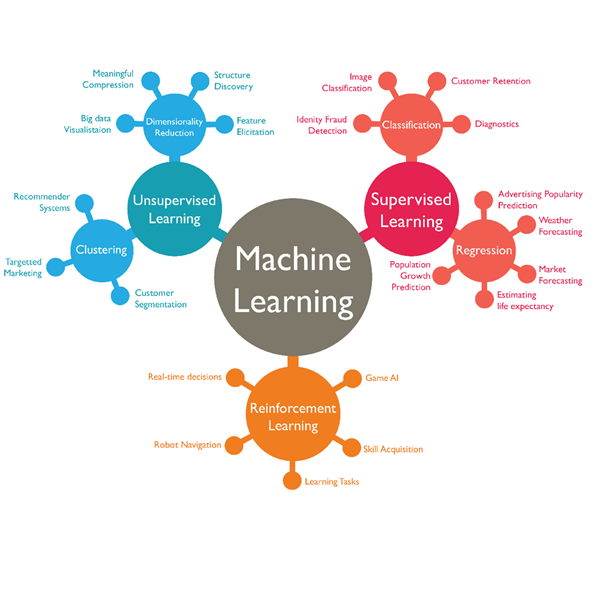 Meaningful
Compression
Structure
Discovery
Big data
Visualistaion
Dimensionality
Reduction
Feature
Elicitation
Unsupervised
Learning
Recommender
Systems
Clustering
Targetted
Marketing
Customer
Segmentation
Machine
Learning
Image
Classification
Customer Retention
Idenity Fraud
Detection
Classification
Diagnostics
Supervised
Learning
Advertising Popularity
Prediction
Weather
Forecasting
Regression
Population
Growth
Prediction
Market
Forecasting
Estimating
life expectancy
Real-time decisions
Game AI
Reinforcement
Learning
Robot Navigation
Skill Acquisition
Learning Tasks